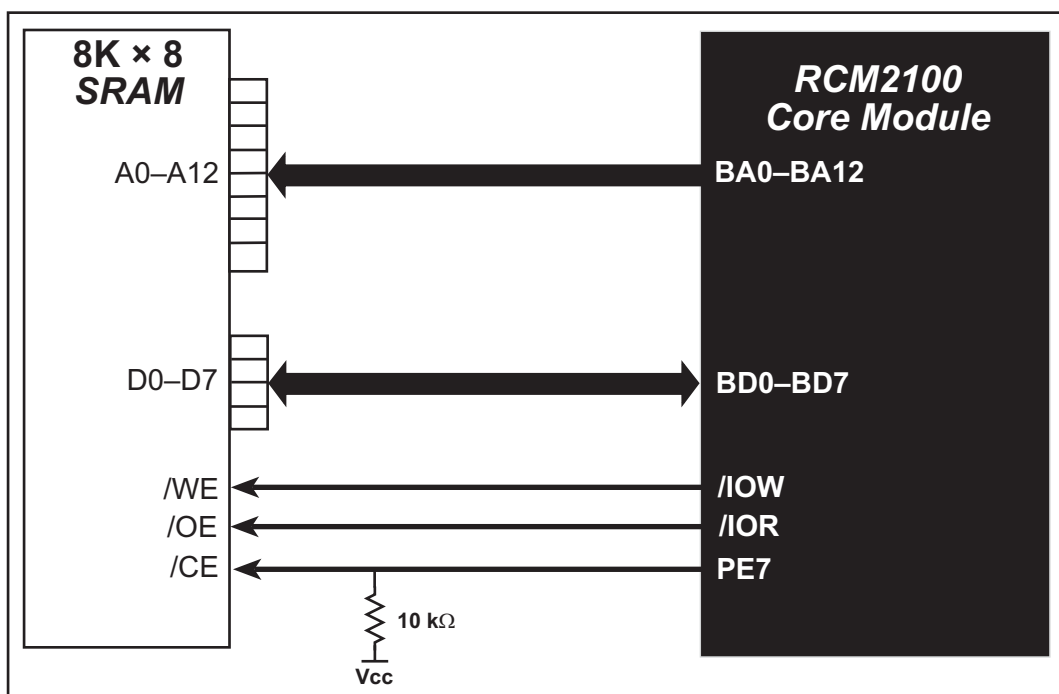 8K × 8
SRAM
RCM2100
Core Module
A0–A12
BA0–BA12
D0–D7
BD0–BD7
/WE
/IOW
/OE
/IOR
/CE
PE7
10 kΩ
Vcc